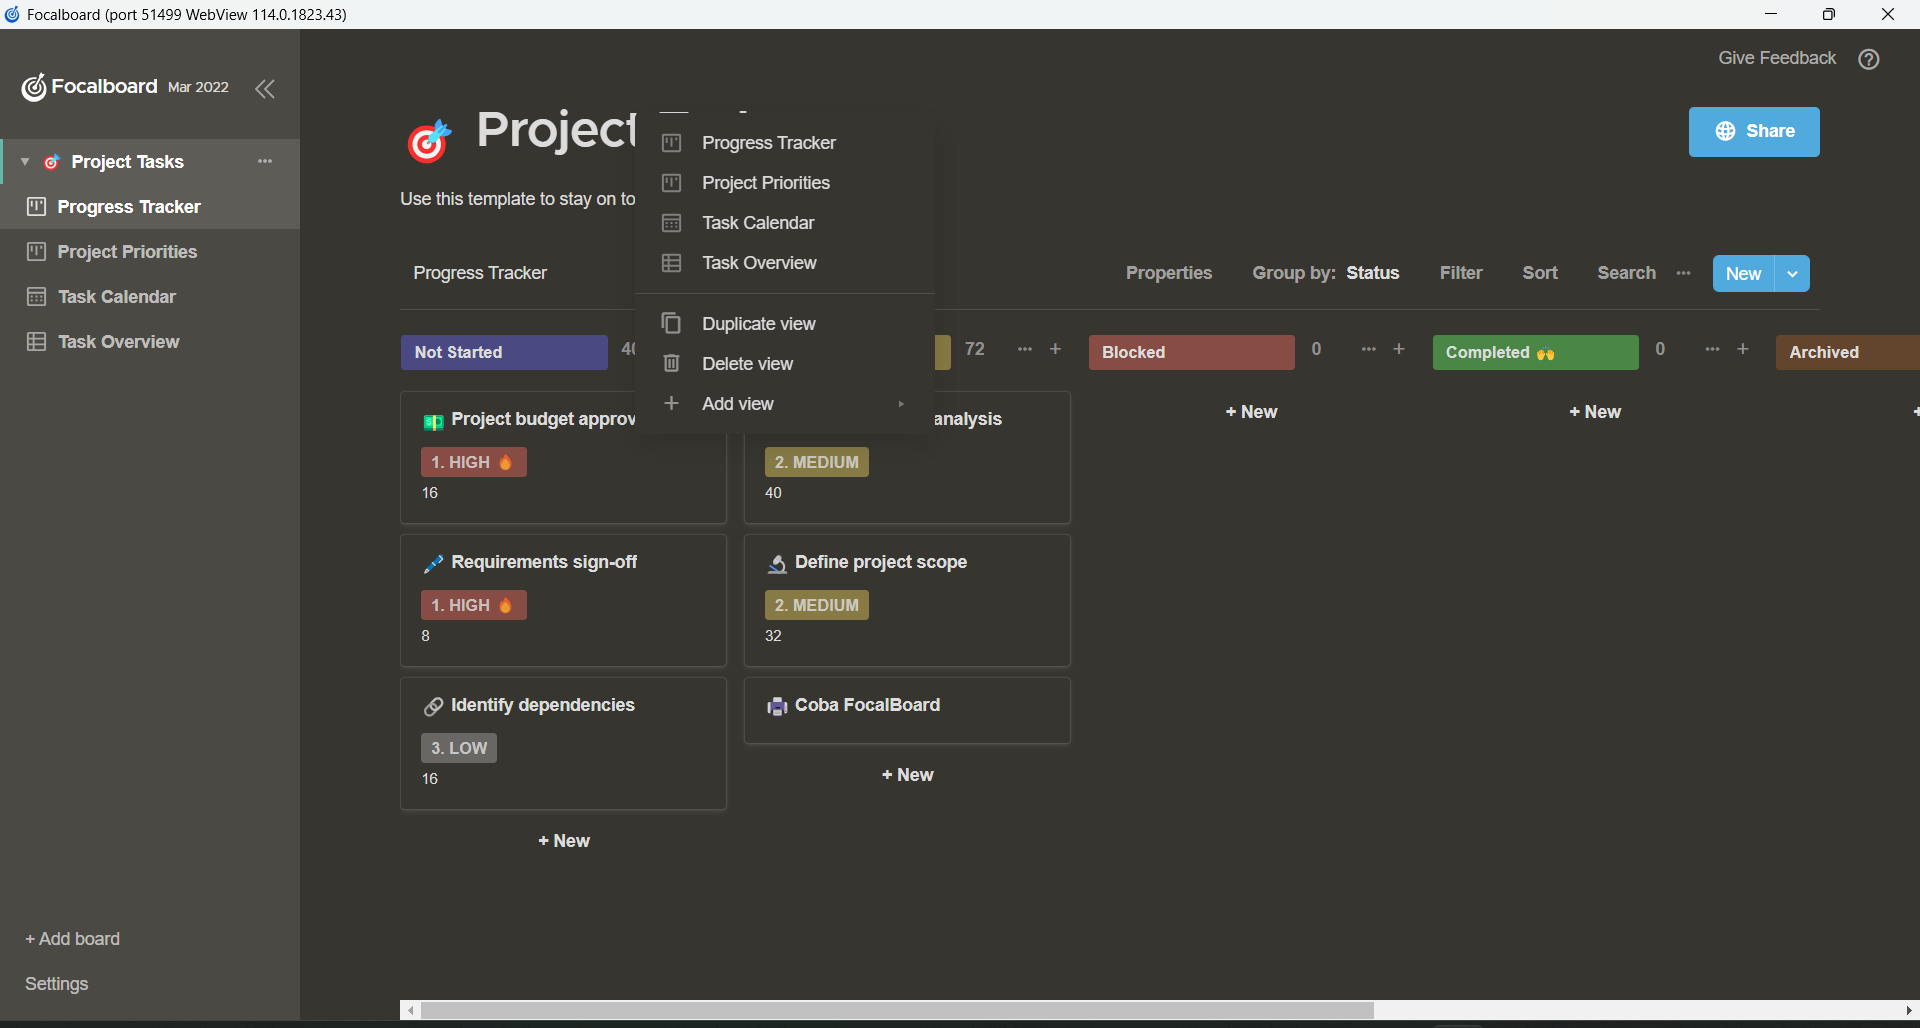 Focalboard (port 51499 WebView 114.0.1823.43)
Give Feedback
Focalboard Mar 2022
Project Tasks
Progress Tracker
Project Priorities
Task Calendar
Task Overview
+ Add board
Settings
Project
Share
Use this template to stay on to
Progress Tracker
Project Priorities
Task Calendar
Task Overview
Duplicate view
Delete view
+ Add view
Progress Tracker
Properties Group by: Status Filter Sort Search ... New
Not Started 40
72 ... +
Blocked 0 ... +
Completed 🙌 0 ... +
Archived
Project budget approv
1. HIGH 🔥
16
Requirements sign-off
1. HIGH 🔥
8
Identify dependencies
3. LOW
16
+ New
analysis
2. MEDIUM
40
Define project scope
2. MEDIUM
32
Coba FocalBoard
+ New
+ New
+ New